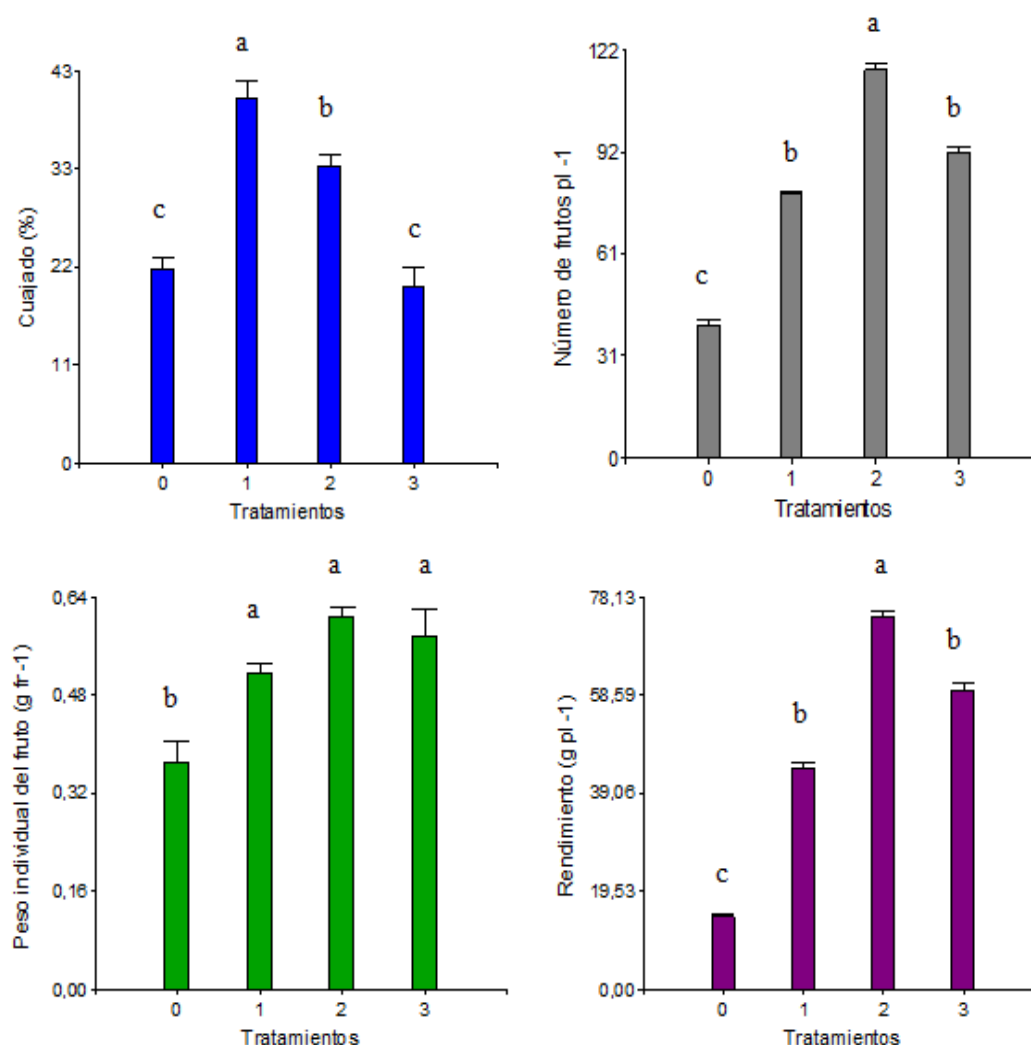 a
43
b
33
c
c
22
11
0
Cuajado (%)
0 1 2 3
Tratamientos
a
122
b
b
92
61
c
31
0
Número de frutos pl -1
0 1 2 3
Tratamientos
a a
a
0,64
b
0,48
0,32
0,16
0,00
Peso individual del fruto (g fr-1)
0 1 2 3
Tratamientos
a
78,13
b
b
58,59
39,06
c
19,53
0,00
Rendimiento (g pl -1)
0 1 2 3
Tratamientos